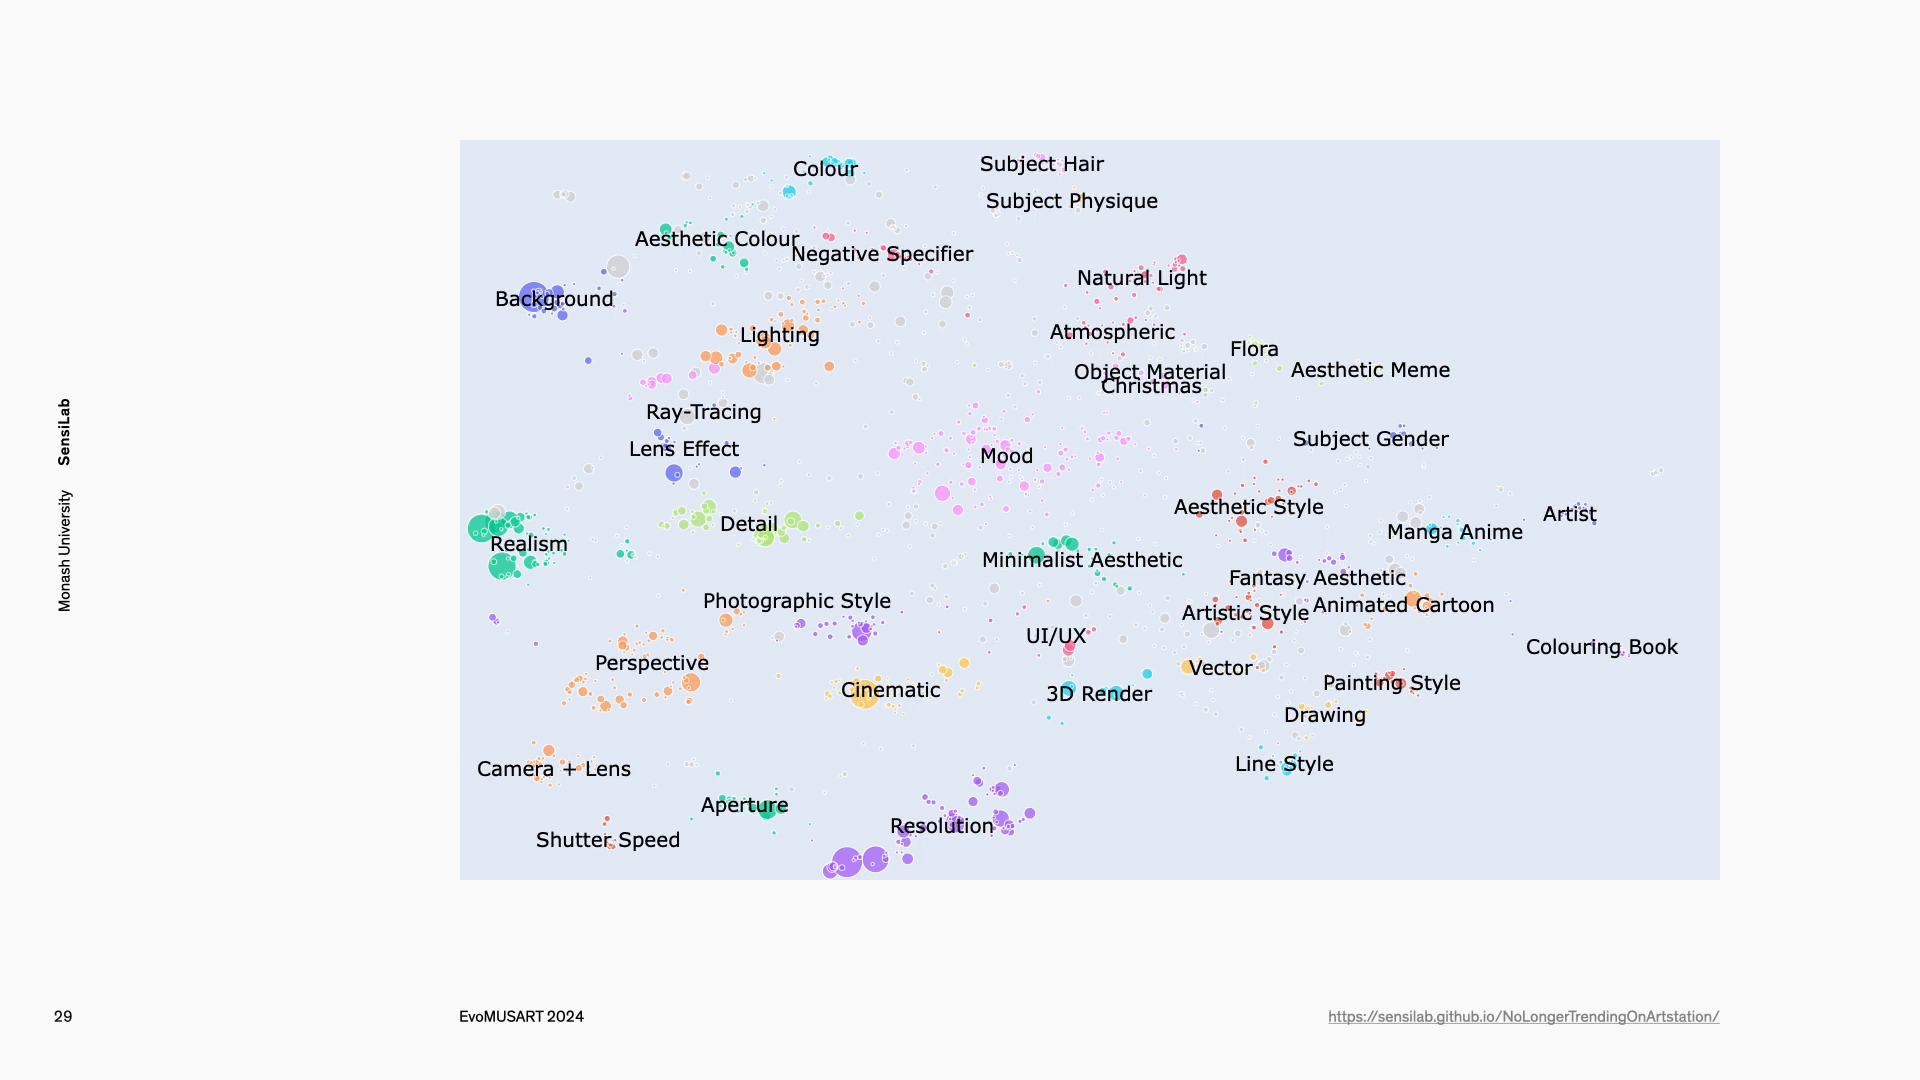 Monash University SensiLab
Colour
Subject Hair
Subject Physique
Aesthetic Colour
Negative Specifier
Natural Light
Background
Lighting
Atmospheric
Flora
Object Material
Aesthetic Meme
Christmas
Ray-Tracing
Subject Gender
Lens Effect
Mood
Aesthetic Style
Artist
Detail
Manga Anime
Realism
Minimalist Aesthetic
Fantasy Aesthetic
Photographic Style
Animated Cartoon
Artistic Style
UI/UX
Colouring Book
Perspective
Vector
Painting Style
Cinematic
3D Render
Drawing
Line Style
Camera + Lens
Aperture
Resolution
Shutter Speed
29
EvoMUSART 2024
https://sensilab.github.io/NoLongerTrendingOnArtstation/